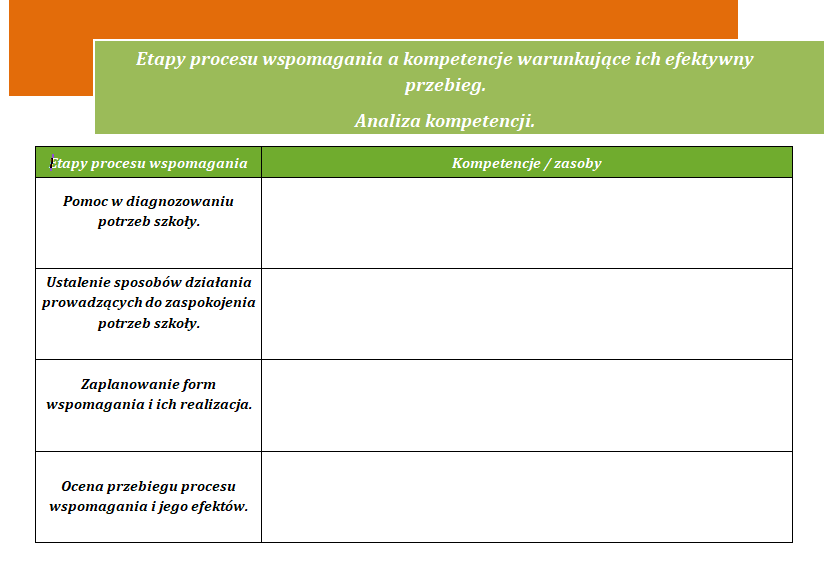 Etapy procesu wspomagania a kompetencje warunkujące ich efektywny
przebieg.
Analiza kompetencji.
Etapy procesu wspomagania
Kompetencje / zasoby
Pomoc w diagnozowaniu
potrzeb szkoły.
Ustalenie sposobów działania
prowadzących do zaspokojenia
potrzeb szkoły.
Zaplanowanie form
wspomagania i ich realizacja.
Ocena przebiegu procesu
wspomagania i jego efektów.